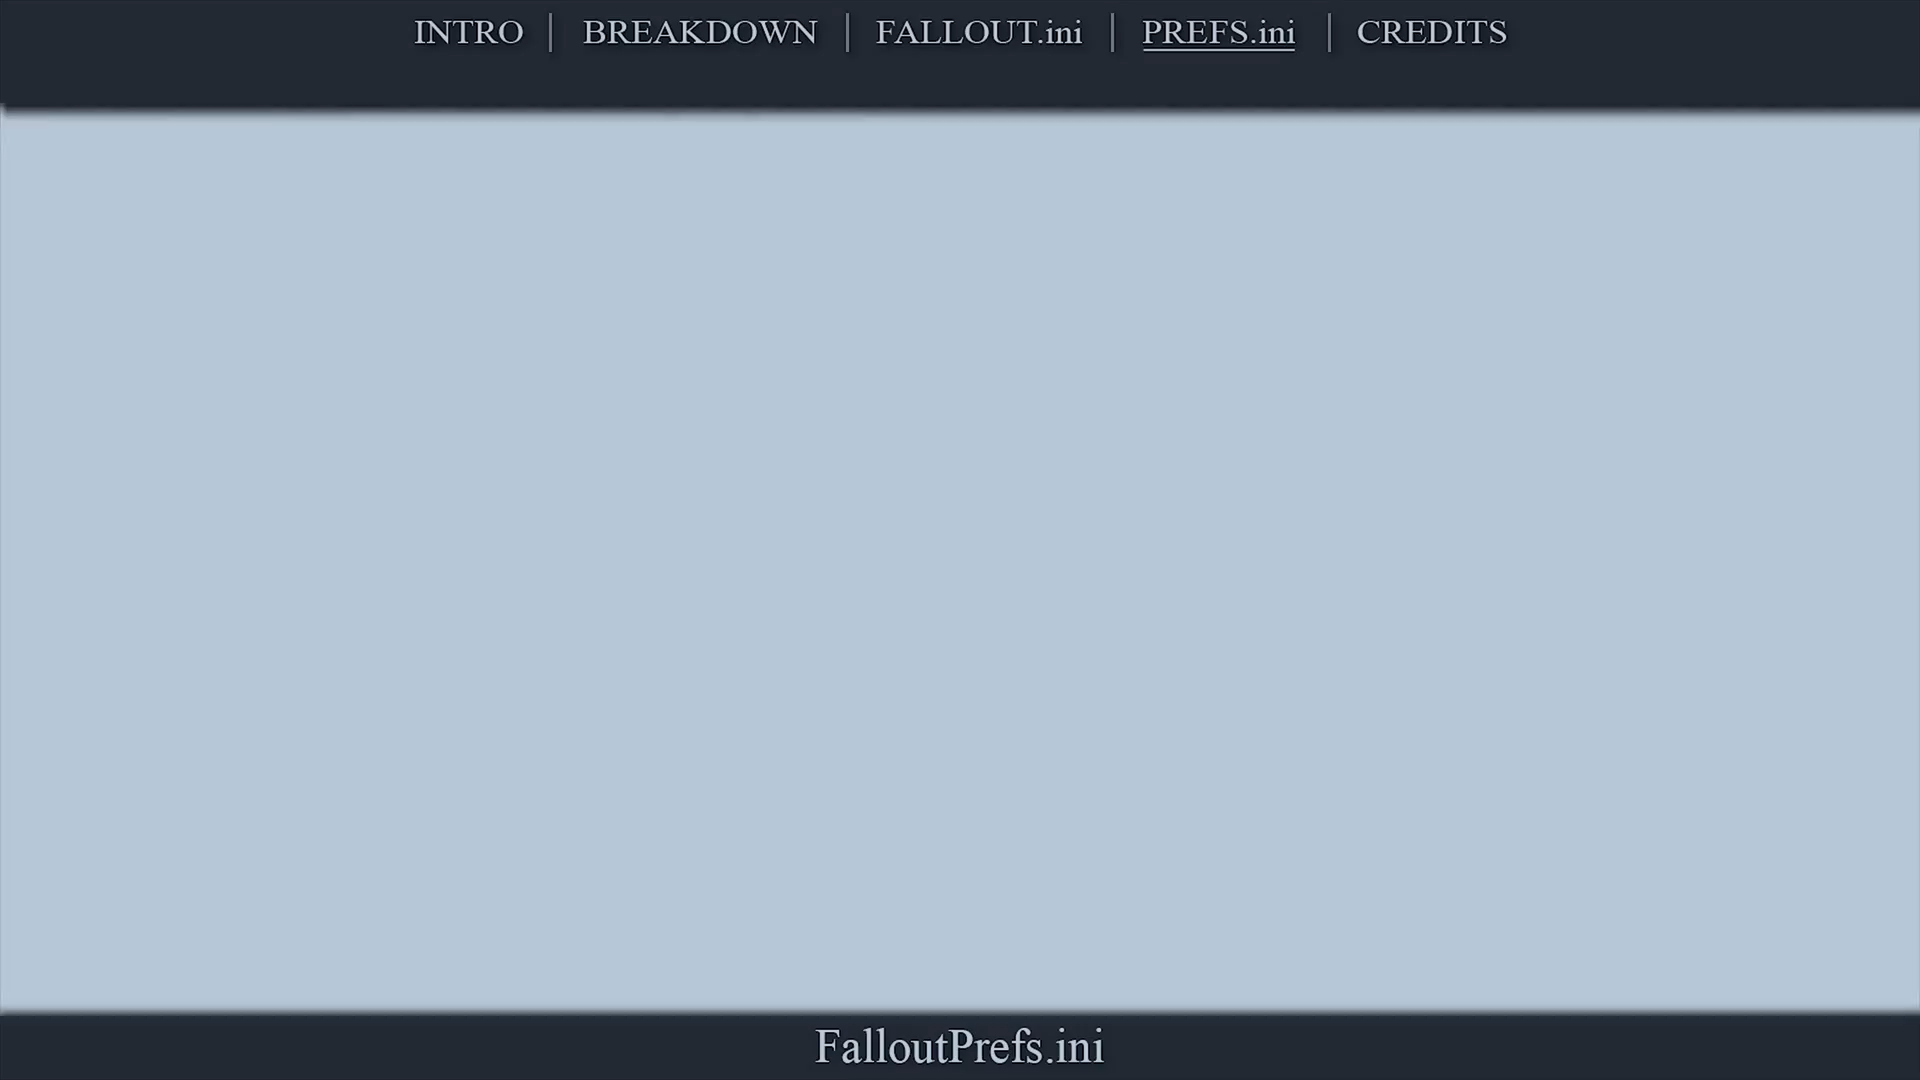 INTRO | BREAKDOWN | FALLOUT.ini | PREFS.ini | CREDITS
FalloutPrefs.ini